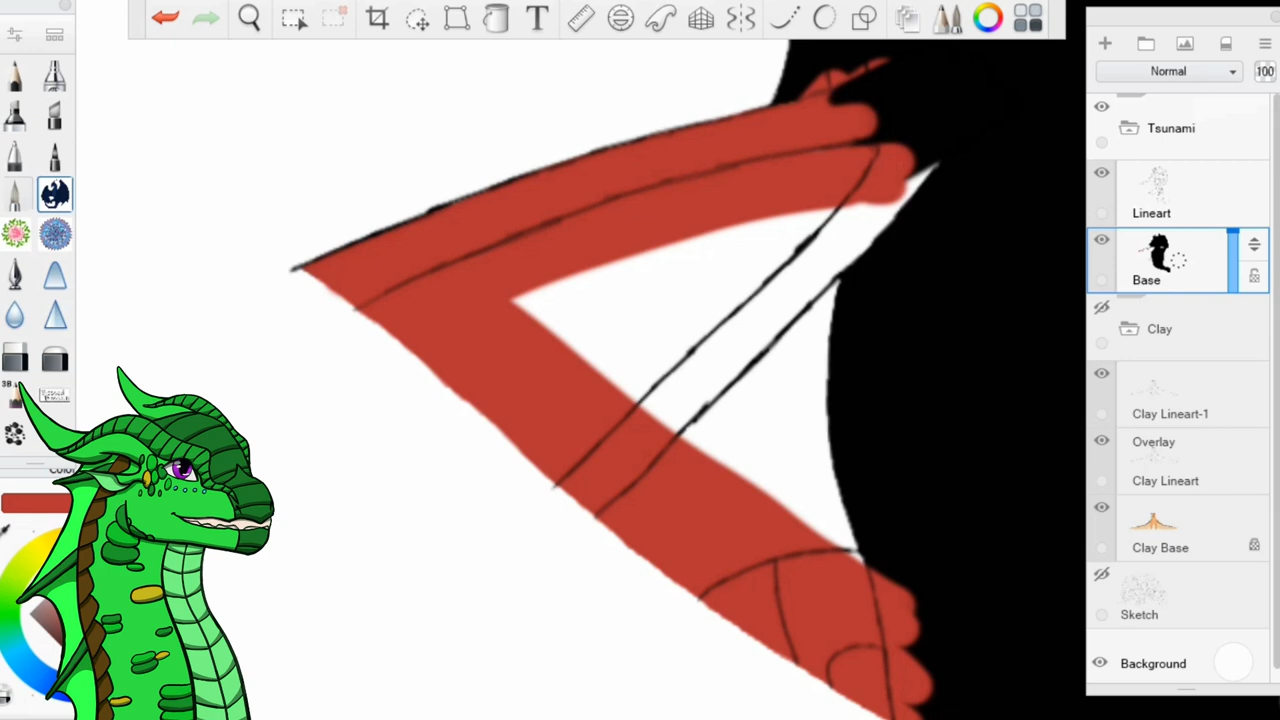 T
Normal
100
Tsunami
Lineart
Base
Clay
Clay Lineart-1
Overlay
Clay Lineart
Clay Base
Sketch
Background